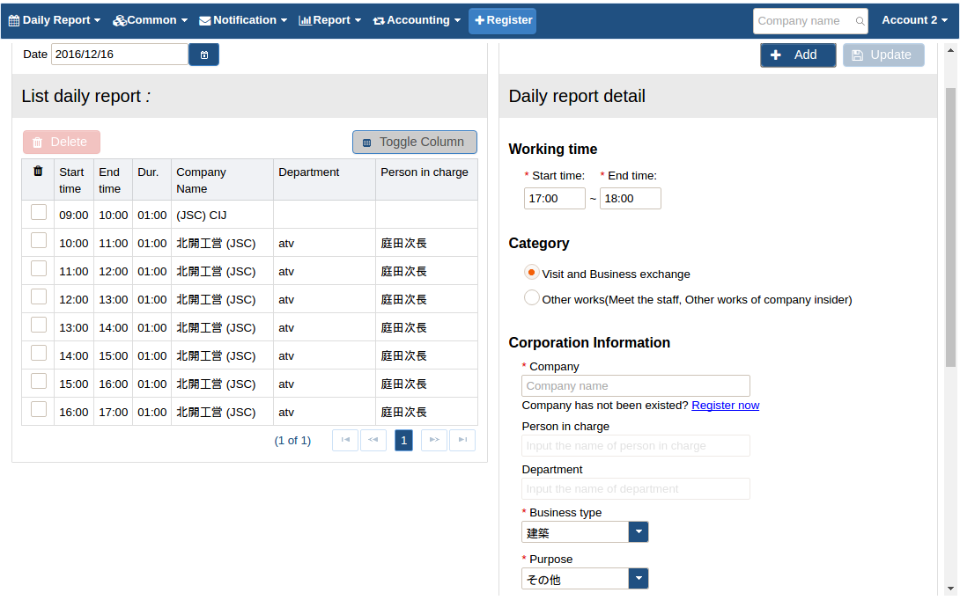 Daily Report Common Notification Report Accounting Register Company name Account 2
Date 2016/12/16
Add Update
List daily report :
Daily report detail
Delete Toggle Column
Start time End time Dur. Company Name Department Person in charge
09:00 10:00 01:00 (JSC) CIJ
10:00 11:00 01:00 北開工営 (JSC) atv 庭田次長
11:00 12:00 01:00 北開工営 (JSC) atv 庭田次長
12:00 13:00 01:00 北開工営 (JSC) atv 庭田次長
13:00 14:00 01:00 北開工営 (JSC) atv 庭田次長
14:00 15:00 01:00 北開工営 (JSC) atv 庭田次長
15:00 16:00 01:00 北開工営 (JSC) atv 庭田次長
16:00 17:00 01:00 北開工営 (JSC) atv 庭田次長
(1 of 1) 1
Working time
* Start time: * End time:
17:00 ~ 18:00
Category
Visit and Business exchange
Other works(Meet the staff, Other works of company insider)
Corporation Information
* Company
Company name
Company has not been existed? Register now
Person in charge
Input the name of person in charge
Department
Input the name of department
* Business type
建築
* Purpose
その他